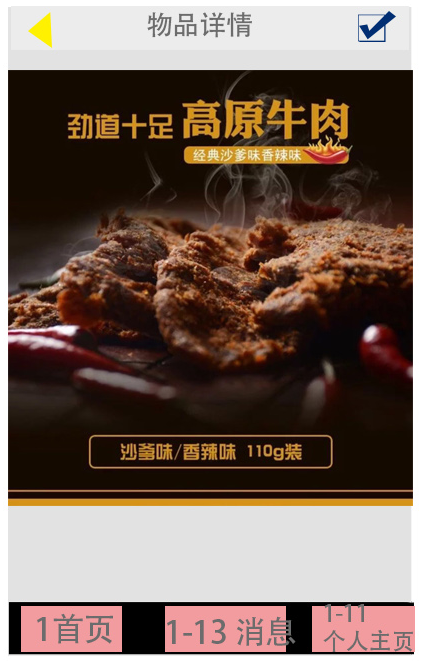 物品详情
劲道十足 高原牛肉
经典沙爹味香辣味
沙爹味/香辣味 110g装
1首页
1-13 消息
1-11
个人主页